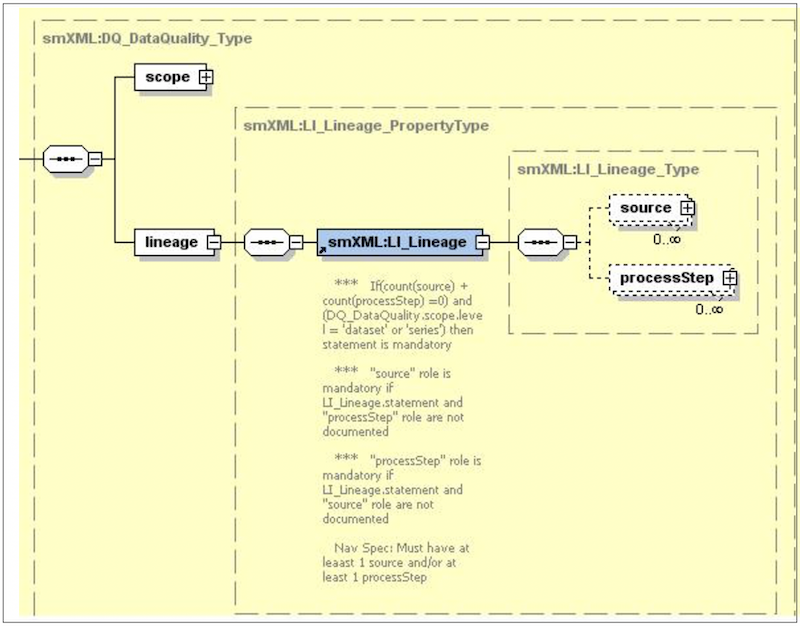 smXML:DQ_DataQuality_Type
scope
smXML:LI_Lineage_PropertyType
smXML:LI_Lineage_Type
source
0..∞
lineage
smXML:LI_Lineage
processStep
0..∞
*** If(count(source) +
count(processStep) =0) and
(DQ_DataQuality.scope.leve
l = 'dataset' or 'series') then
statement is mandatory
*** "source" role is
mandatory if
LI_Lineage.statement and
"processStep" role are not
documented
*** "processStep" role is
mandatory if
LI_Lineage.statement and
"source" role are not
documented
Nav Spec: Must have at
leaast 1 source and/or at
least 1 processStep